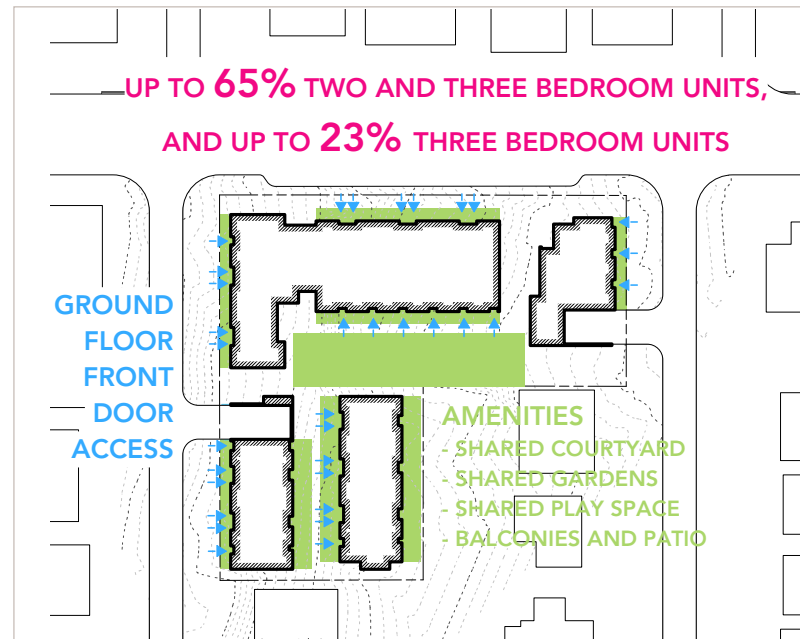 UP TO 65% TWO AND THREE BEDROOM UNITS,
AND UP TO 23% THREE BEDROOM UNITS
GROUND
FLOOR
FRONT
DOOR
ACCESS
AMENITIES
- SHARED COURTYARD
- SHARED GARDENS
- SHARED PLAY SPACE
- BALCONIES AND PATIO